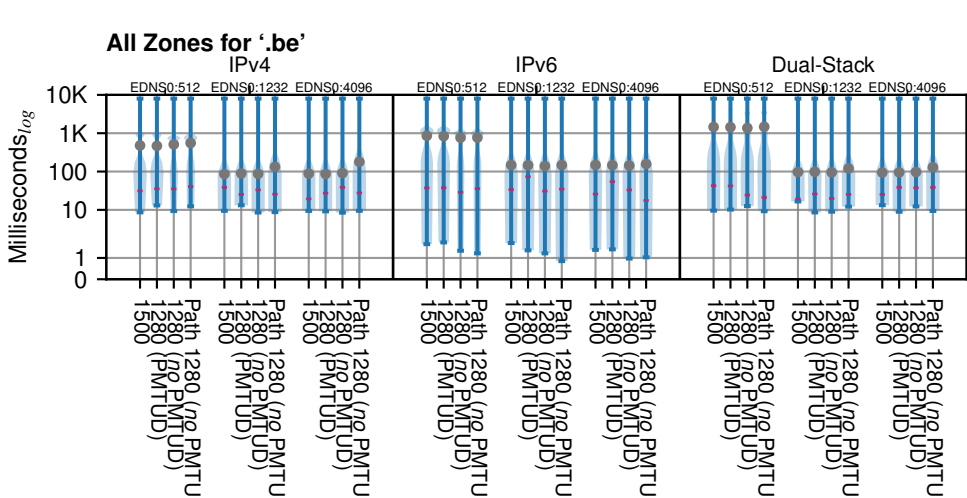 All Zones for ‘.be’
IPv4
IPv6
Dual-Stack
EDNS0:512 EDNS0:1232 EDNS0:4096
EDNS0:512 EDNS0:1232 EDNS0:4096
EDNS0:512 EDNS0:1232 EDNS0:4096
Milliseconds log
10K
1K
100
10
1
0
1500
1280 (PMTUD)
1280 (no PMTUD)
Path 1280 (no PMTU
1500
1280 (PMTUD)
1280 (no PMTUD)
Path 1280 (no PMTU
1500
1280 (PMTUD)
1280 (no PMTUD)
Path 1280 (no PMTU
1500
1280 (PMTUD)
1280 (no PMTUD)
Path 1280 (no PMTU
1500
1280 (PMTUD)
1280 (no PMTUD)
Path 1280 (no PMTU
1500
1280 (PMTUD)
1280 (no PMTUD)
Path 1280 (no PMTU
1500
1280 (PMTUD)
1280 (no PMTUD)
Path 1280 (no PMTU
1500
1280 (PMTUD)
1280 (no PMTUD)
Path 1280 (no PMTU
1500
1280 (PMTUD)
1280 (no PMTUD)
Path 1280 (no PMTU